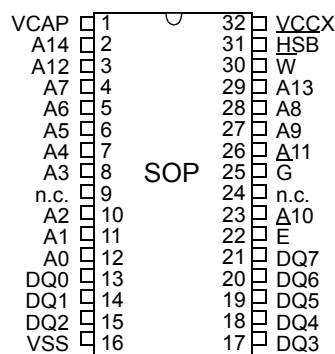 VCAP 1 32 VCCX
A14 2 31 HSB
A12 3 30 W
A7 4 29 A13
A6 5 28 A8
A5 6 27 A9
A4 7 26 A11
A3 8 SOP 25 G
n.c. 9 24 n.c.
A2 10 23 A10
A1 11 22 E
A0 12 21 DQ7
DQ0 13 20 DQ6
DQ1 14 19 DQ5
DQ2 15 18 DQ4
VSS 16 17 DQ3